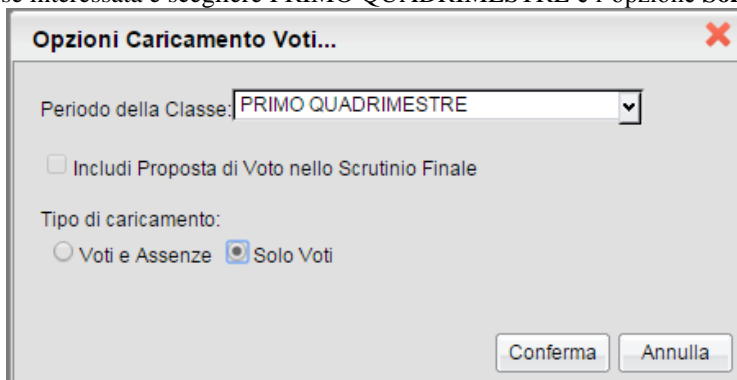 se interessata e scegliere PRIMO QUADRIMESTRE e l'opzione
Opzioni Caricamento Voti...
Periodo della Classe: PRIMO QUADRIMESTRE
Includi Proposta di Voto nello Scrutinio Finale
Tipo di caricamento:
Voti e Assenze Solo Voti
Conferma Annulla